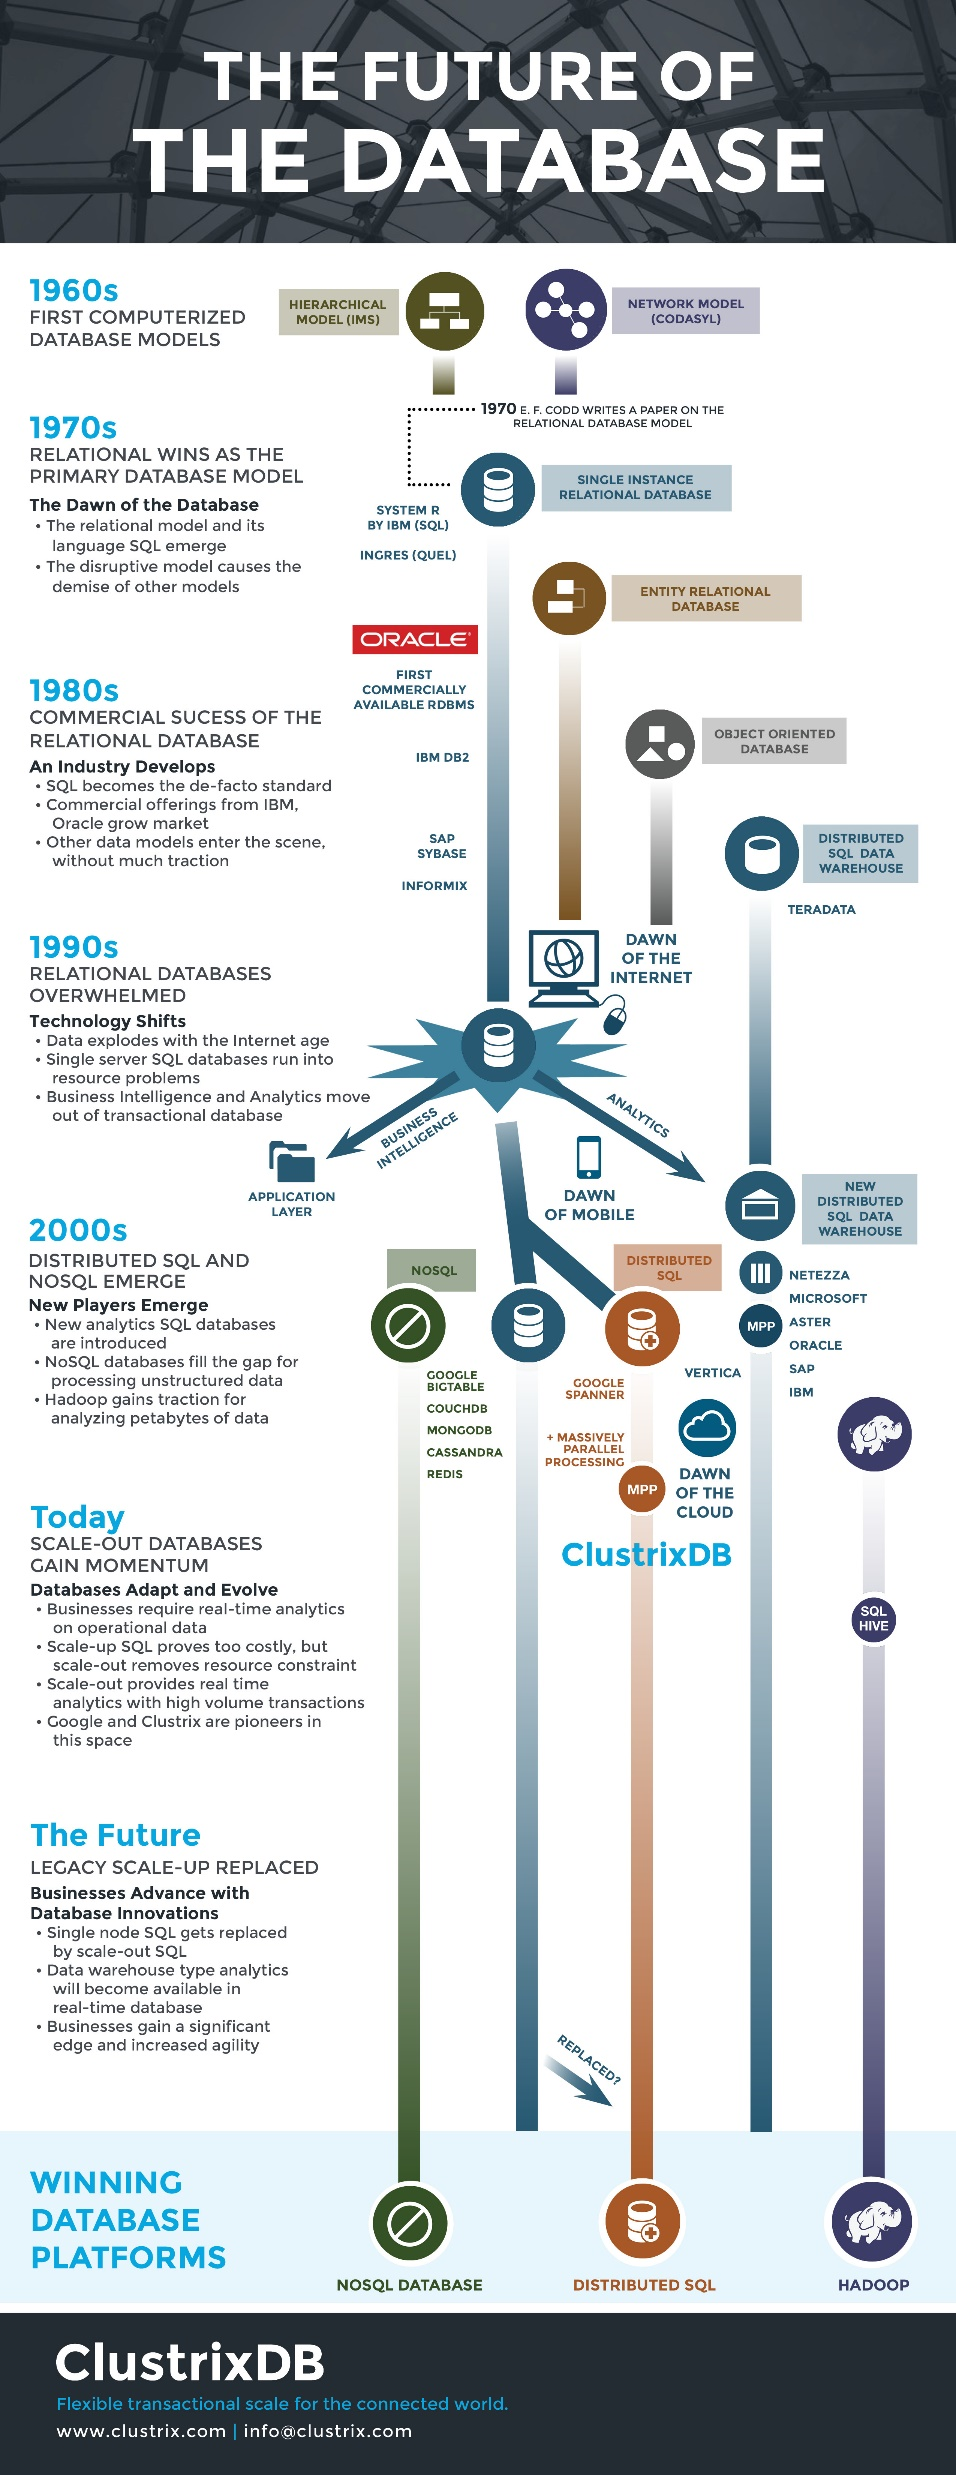 THE FUTURE OF
THE DATABASE
1960s
FIRST COMPUTERIZED
DATABASE MODELS
HIERARCHICAL
MODEL (IMS)
NETWORK MODEL
(CODASYL)
1970 E. F. CODD WRITES A PAPER ON THE
RELATIONAL DATABASE MODEL
1970s
RELATIONAL WINS AS THE
PRIMARY DATABASE MODEL
The Dawn of the Database
• The relational model and its
language SQL emerge
• The disruptive model causes the
demise of other models
SINGLE INSTANCE
RELATIONAL DATABASE
SYSTEM R
BY IBM (SQL)
INGRES (QUEL)
ENTITY RELATIONAL
DATABASE
ORACLE®
FIRST
COMMERCIALLY
AVAILABLE RDBMS
1980s
COMMERCIAL SUCESS OF THE
RELATIONAL DATABASE
An Industry Develops
• SQL becomes the de-facto standard
• Commercial offerings from IBM,
Oracle grow market
• Other data models enter the scene,
without much traction
IBM DB2
SAP
SYBASE
INFORMIX
OBJECT ORIENTED
DATABASE
DISTRIBUTED
SQL DATA
WAREHOUSE
TERADATA
1990s
RELATIONAL DATABASES
OVERWHELMED
Technology Shifts
• Data explodes with the Internet age
• Single server SQL databases run into
resource problems
• Business Intelligence and Analytics move
out of transactional database
DAWN
OF THE
INTERNET
BUSINESS
INTELLIGENCE
ANALYTICS
APPLICATION
LAYER
DAWN
OF MOBILE
NEW
DISTRIBUTED
SQL DATA
WAREHOUSE
2000s
DISTRIBUTED SQL AND
NOSQL EMERGE
New Players Emerge
• New analytics SQL databases
are introduced
• NoSQL databases fill the gap for
processing unstructured data
• Hadoop gains traction for
analyzing petabytes of data
NOSQL
DISTRIBUTED
SQL
GOOGLE
BIGTABLE
COUCHDB
MONGODB
CASSANDRA
REDIS
GOOGLE
SPANNER
+ MASSIVELY
PARALLEL
PROCESSING
MPP
VERTICA
DAWN
OF THE
CLOUD
MPP
NETEZZA
MICROSOFT
ASTER
ORACLE
SAP
IBM
ClustrixDB
SQL
HIVE
Today
SCALE-OUT DATABASES
GAIN MOMENTUM
Databases Adapt and Evolve
• Businesses require real-time analytics
on operational data
• Scale-up SQL proves too costly, but
scale-out removes resource constraint
• Scale-out provides real time
analytics with high volume transactions
• Google and Clustrix are pioneers in
this space
The Future
LEGACY SCALE-UP REPLACED
Businesses Advance with
Database Innovations
• Single node SQL gets replaced
by scale-out SQL
• Data warehouse type analytics
will become available in
real-time database
• Businesses gain a significant
edge and increased agility
REPLACED?
WINNING
DATABASE
PLATFORMS
NOSQL DATABASE
DISTRIBUTED SQL
HADOOP
ClustrixDB
Flexible transactional scale for the connected world.
www.clustrix.com | info@clustrix.com